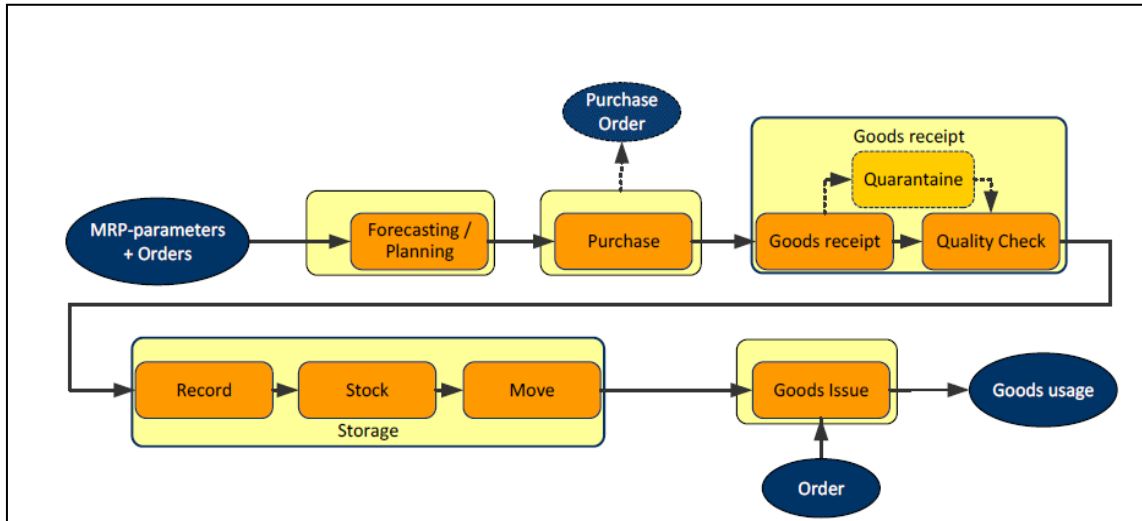 Purchase
Order
Goods receipt
Quarantaine
MRP-parameters
+ Orders
Forecasting /
Planning
Purchase
Goods receipt
Quality Check
Record
Stock
Move
Storage
Goods Issue
Goods usage
Order